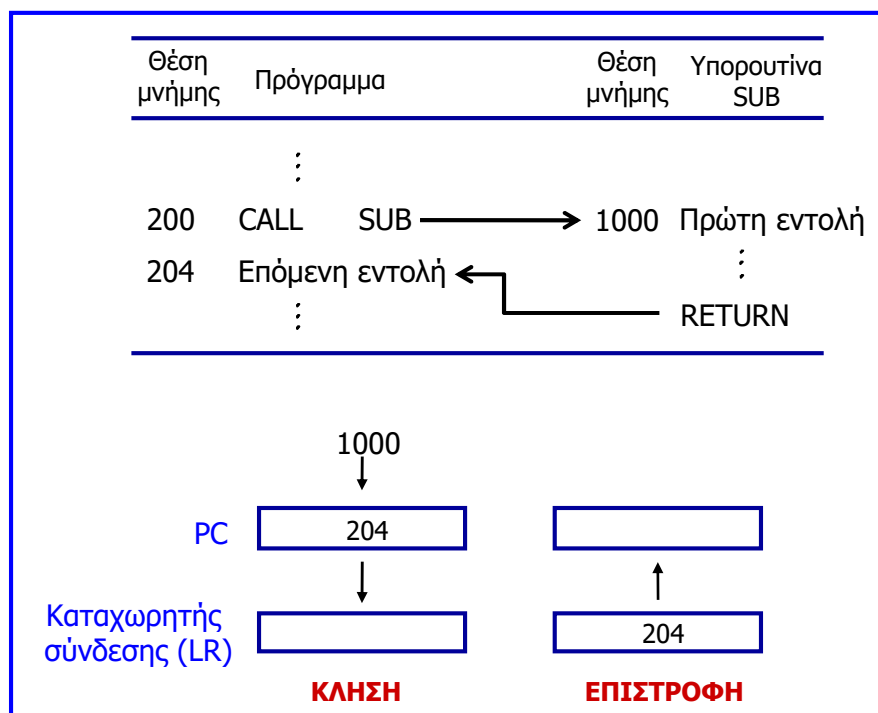 Θέση μνήμης Πρόγραμμα Θέση μνήμης Υπορουτίνα SUB
200 CALL SUB 1000 Πρώτη εντολή
204 Επόμενη εντολή
RETURN
1000
PC 204
Καταχωρητής
σύνδεσης (LR) 204
ΚΛΗΣΗ ΕΠΙΣΤΡΟΦΗ